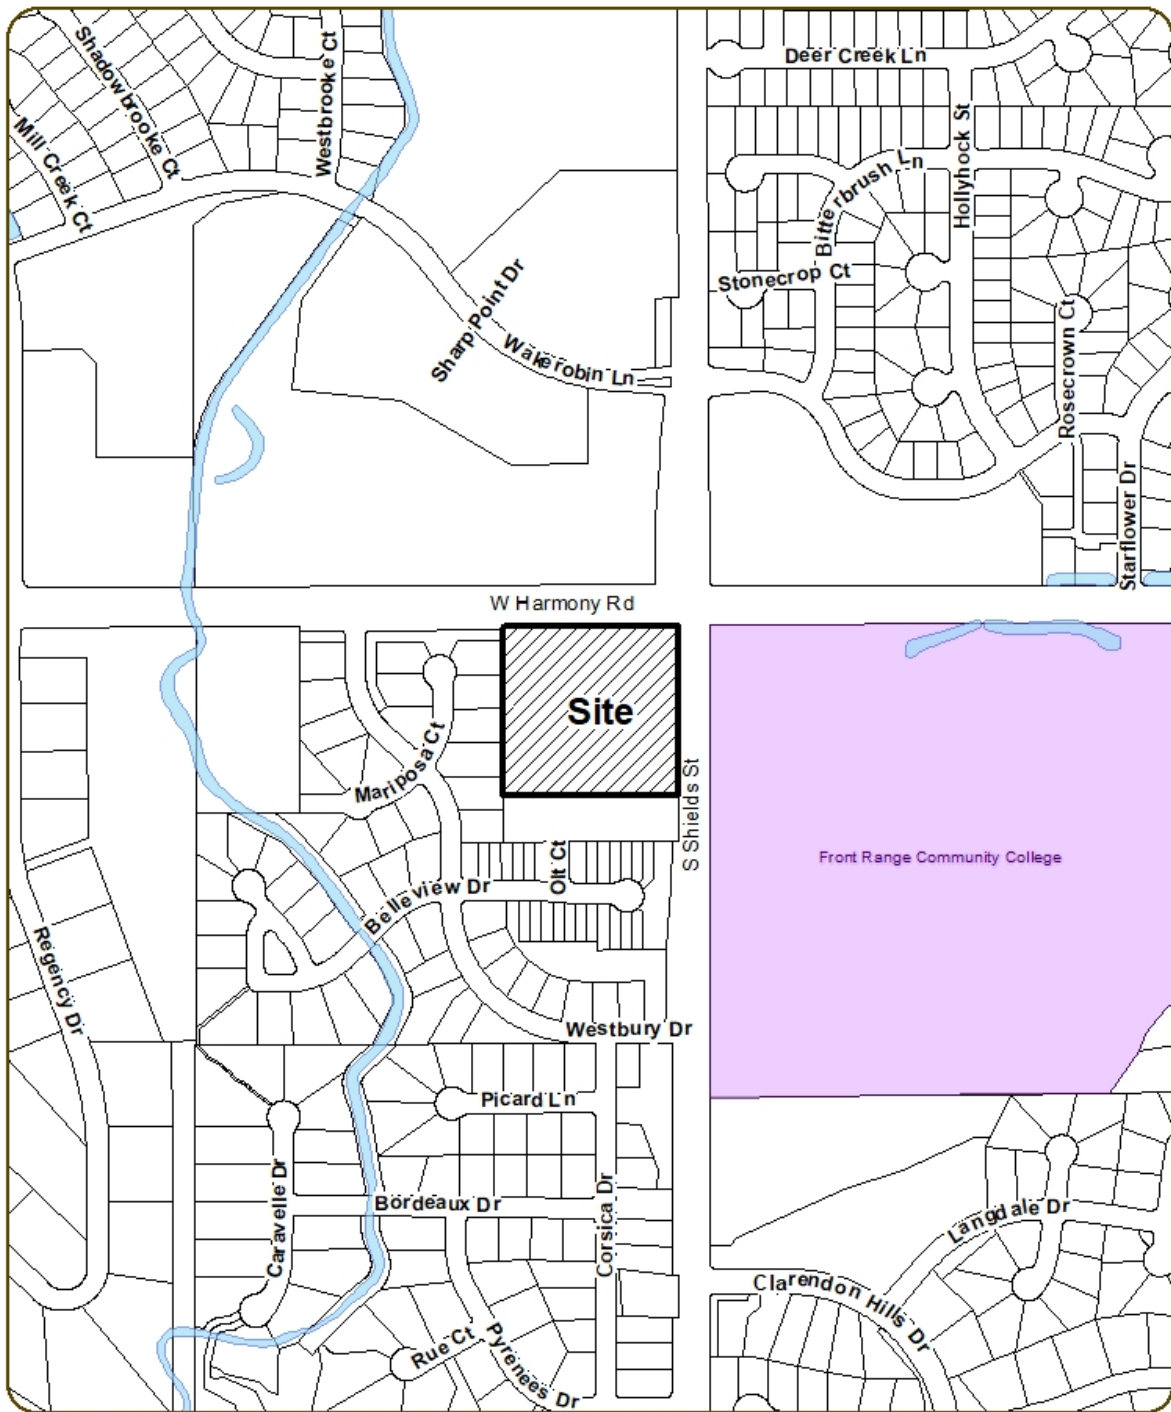 Deer Creek Ln
Shadowbrooke Ct
Westbrooke Ct
Mill Creek Ct
Hollyhock St
Bitterbrush Ln
Stonecrop Ct
Sharp Point Dr
Wakerobin Ln
Rosecrown Ct
Starflower Dr
W Harmony Rd
Site
Mariposa Ct
S Shields St
Front Range Community College
Olt Ct
Belleview Dr
Regency Dr
Westbury Dr
Picard Ln
Caravelle Dr
Bordeaux Dr
Corsica Dr
Langdale Dr
Clarendon Hills Dr
Rue Ct
Pyrenees Dr